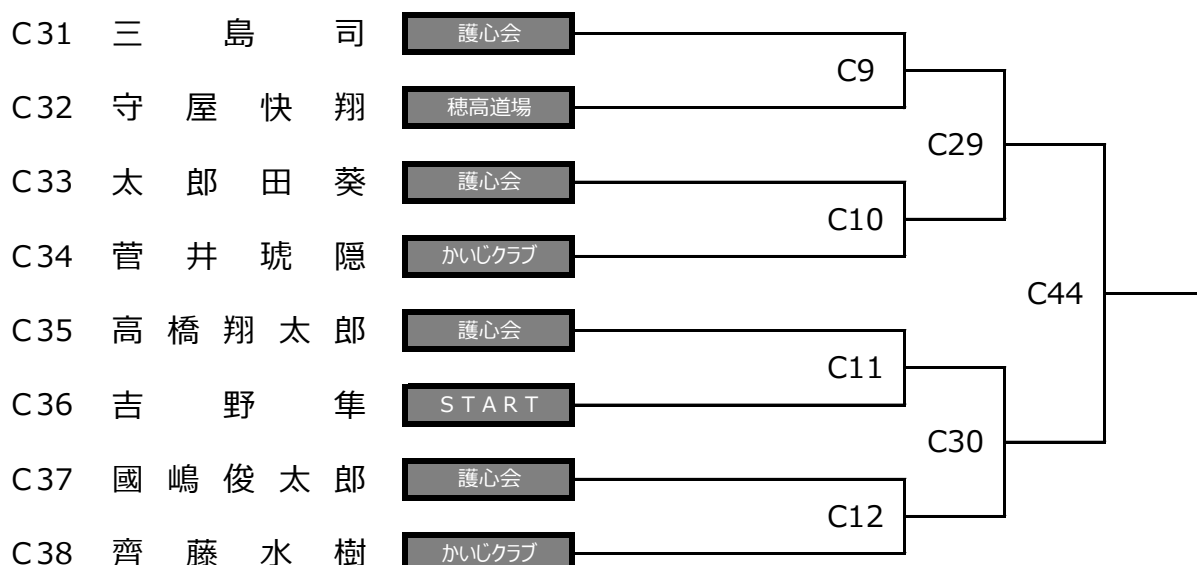 C31 三島司 護心会
C9
C32 守屋快翔 穂高道場
C29
C33 太郎田葵 護心会
C10
C34 菅井琥隠 かいじクラブ
C44
C35 高橋翔太郎 護心会
C11
C36 吉野隼 START
C30
C37 國嶋俊太郎 護心会
C12
C38 齊藤水樹 かいじクラブ